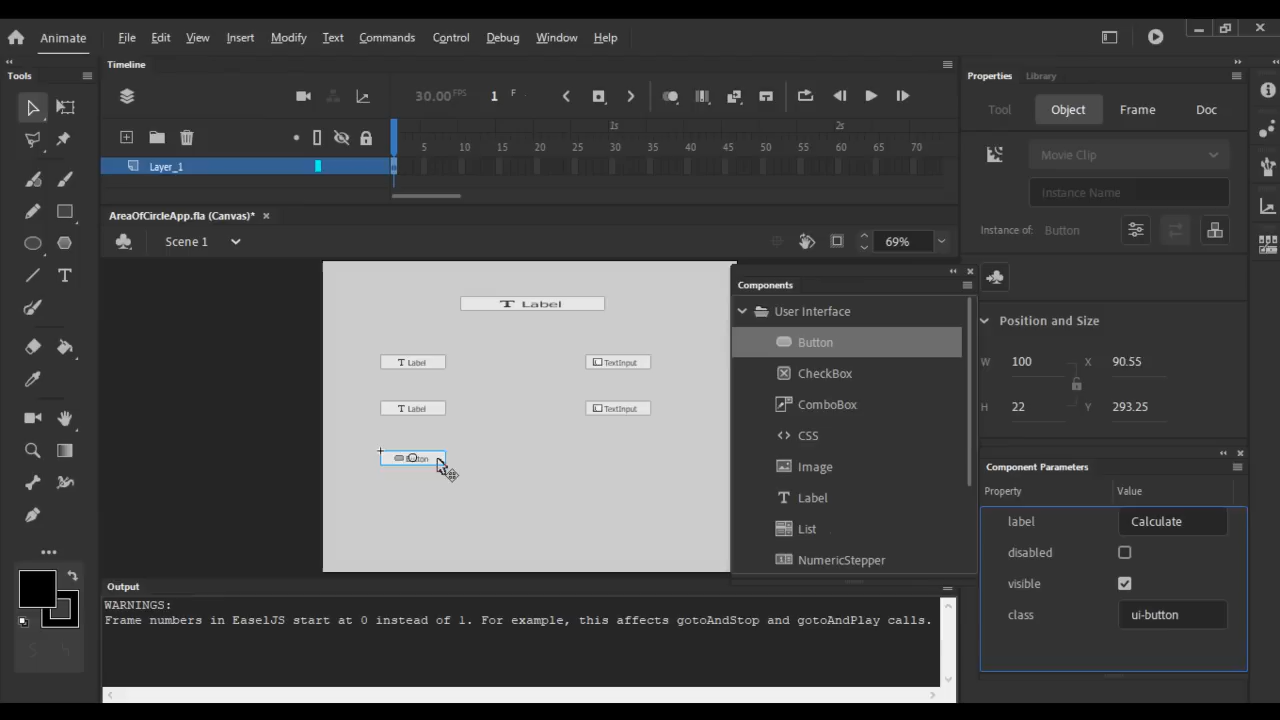 Animate File Edit View Insert Modify Text Commands Control Debug Window Help
Tools
Timeline
30.00 FPS 1 F
1s 2s
5 10 15 20 25 30 35 40 45 50 55 60 65 70
Layer_1
AreaOfCircleApp.fla (Canvas)* ×
Scene 1
69%
T Label
T Label
TextInput
T Label
TextInput
Button
Components
User Interface
Button
CheckBox
ComboBox
CSS
Image
Label
List
NumericStepper
Output
WARNINGS:
Frame numbers in EaselJS start at 0 instead of 1. For example, this affects gotoAndStop and gotoAndPlay calls.
Properties Library
Tool Object Frame Doc
Movie Clip
Instance Name
Instance of: Button
Position and Size
W 100 X 90.55
H 22 Y 293.25
Component Parameters
Property Value
label Calculate
disabled
visible
class ui-button